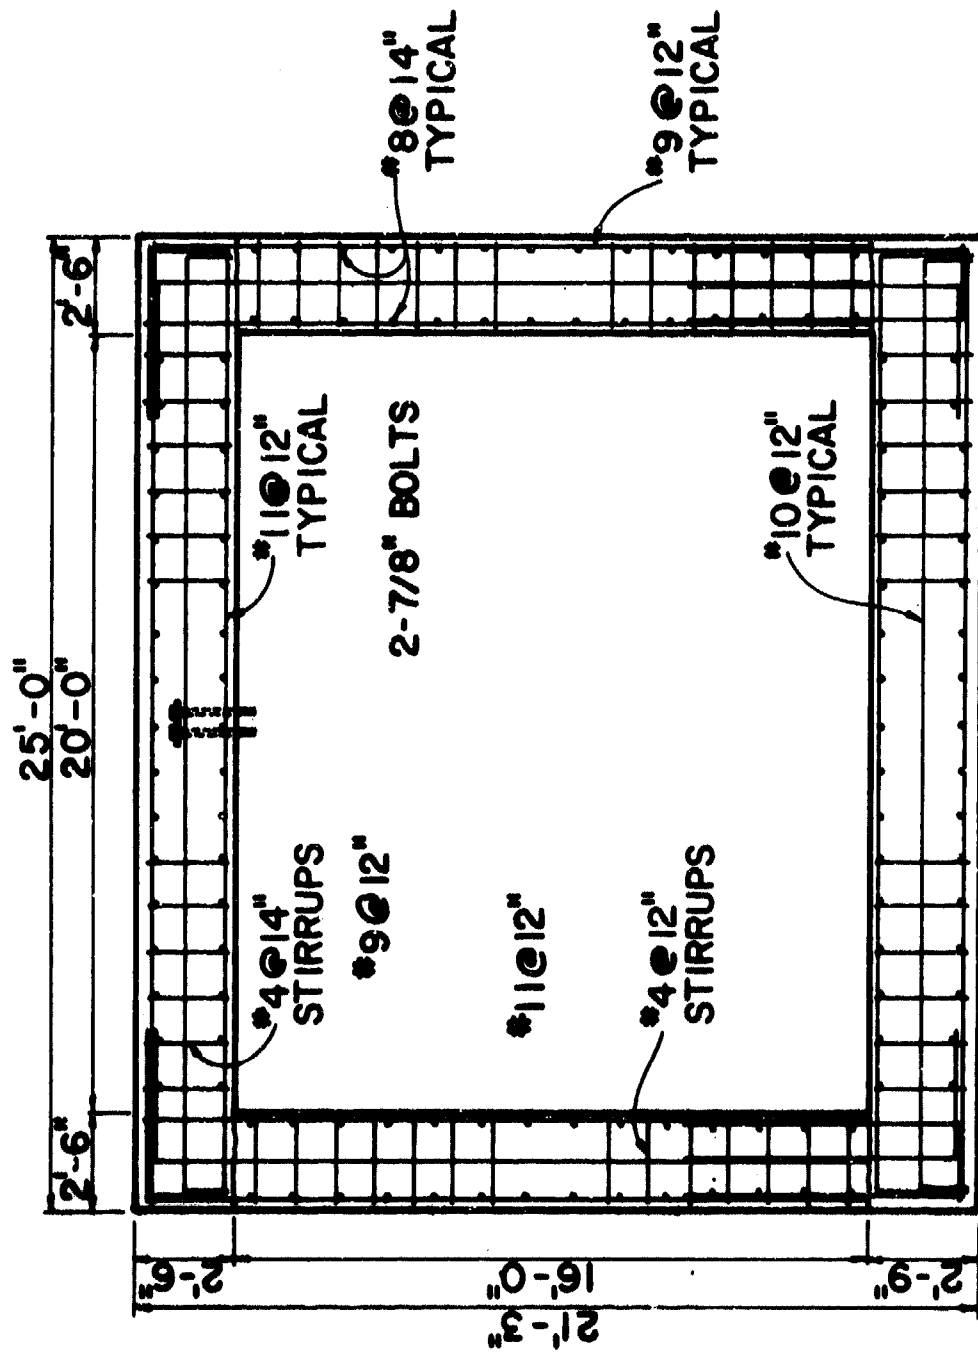 25'-0"
20'-0"
2'-6"
2'-6"
#4@14"
STIRRUPS
#9@12"
#11@12"
#4@12"
STIRRUPS
#11@12"
TYPICAL
2-7/8" BOLTS
#10@12"
TYPICAL
#8@14"
TYPICAL
#9@12"
TYPICAL
2'-6"
16'-0"
2'-9"
21'-3"